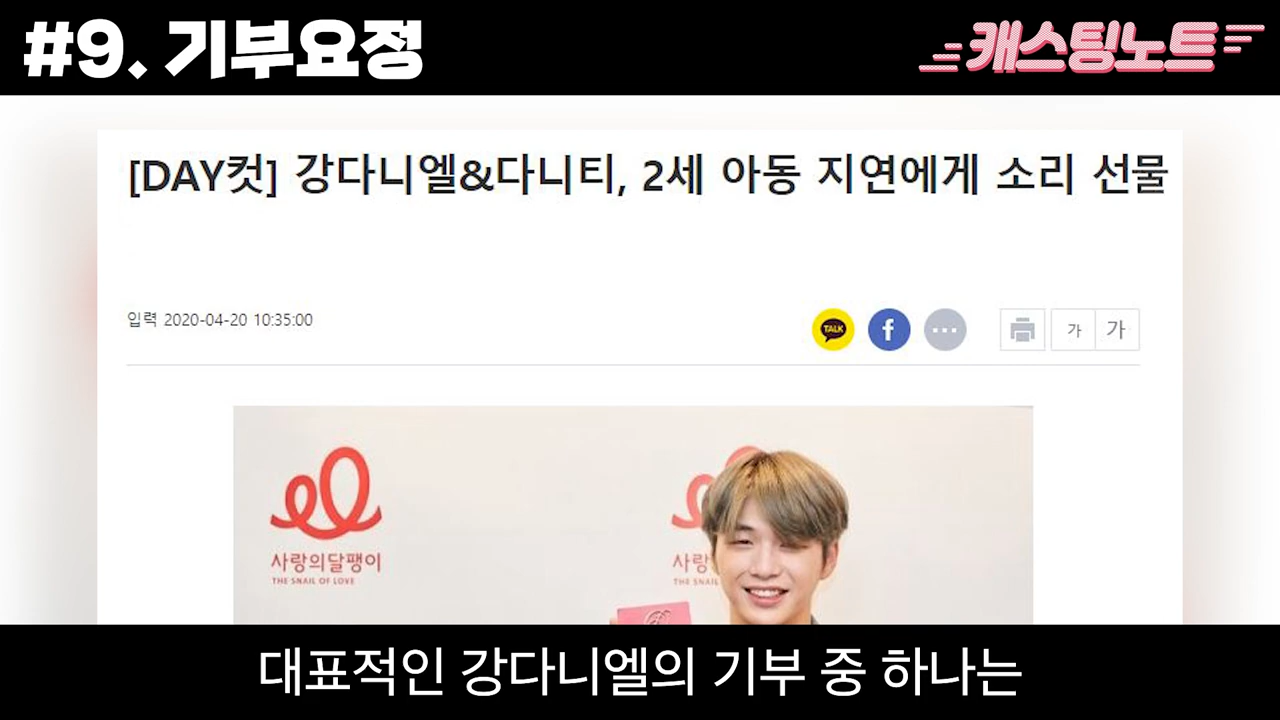 #9. 기부요정
캐스팅노트
[DAY컷] 강다니엘&다니티, 2세 아동 지연에게 소리 선물
입력 2020-04-20 10:35:00
TALK
f
가
가
사랑의달팽이
THE SNAIL OF LOVE
사랑
THE SNAIL
대표적인 강다니엘의 기부 중 하나는